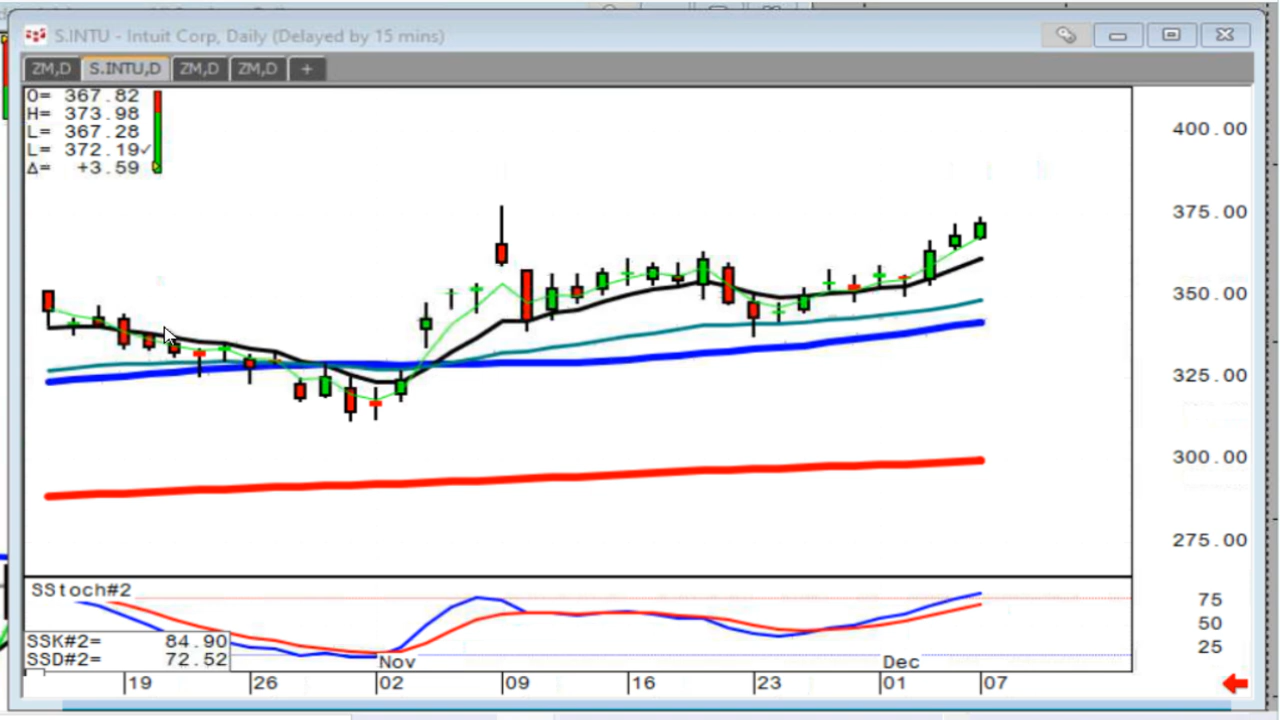 S.INTU - Intuit Corp, Daily (Delayed by 15 mins)
ZM,D S.INTU,D ZM,D ZM,D +
O= 367.82
H= 373.98
L= 367.28
L= 372.19✓
Δ= +3.59
400.00
375.00
350.00
325.00
300.00
275.00
SStoch#2
75
50
25
SSK#2= 84.90
SSD#2= 72.52
Nov Dec
19 26 02 09 16 23 01 07